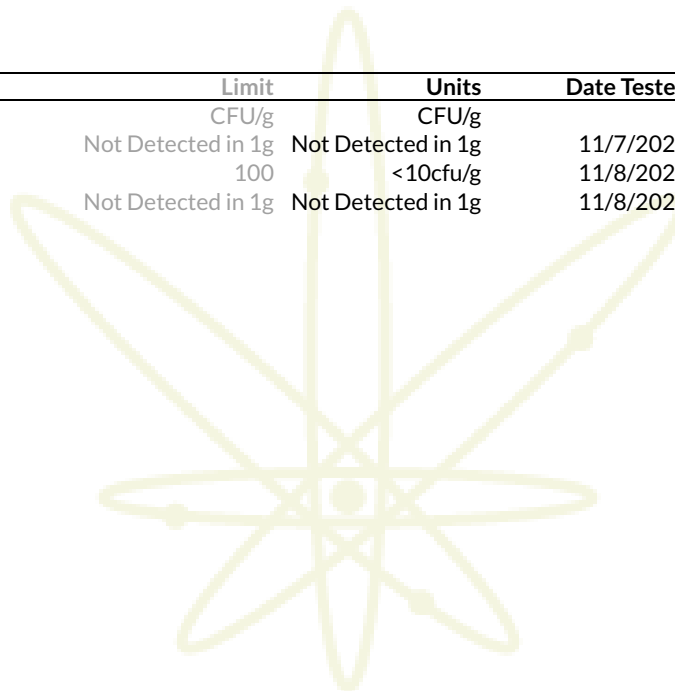 Limit Units Date Teste
CFU/g CFU/g
Not Detected in 1g Not Detected in 1g 11/7/202
100 <10cfu/g 11/8/202
Not Detected in 1g Not Detected in 1g 11/8/202